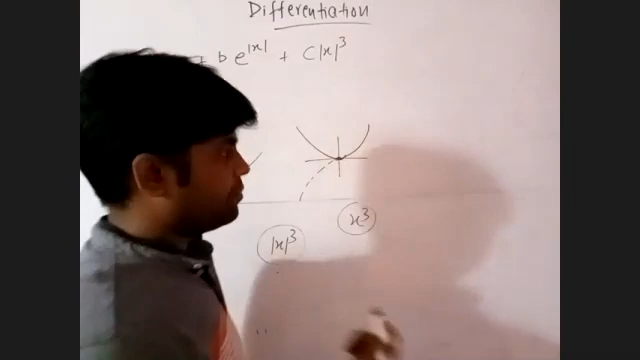 Differentiation
+ b e^|x| + C|x|^3
x^3
|x|^3